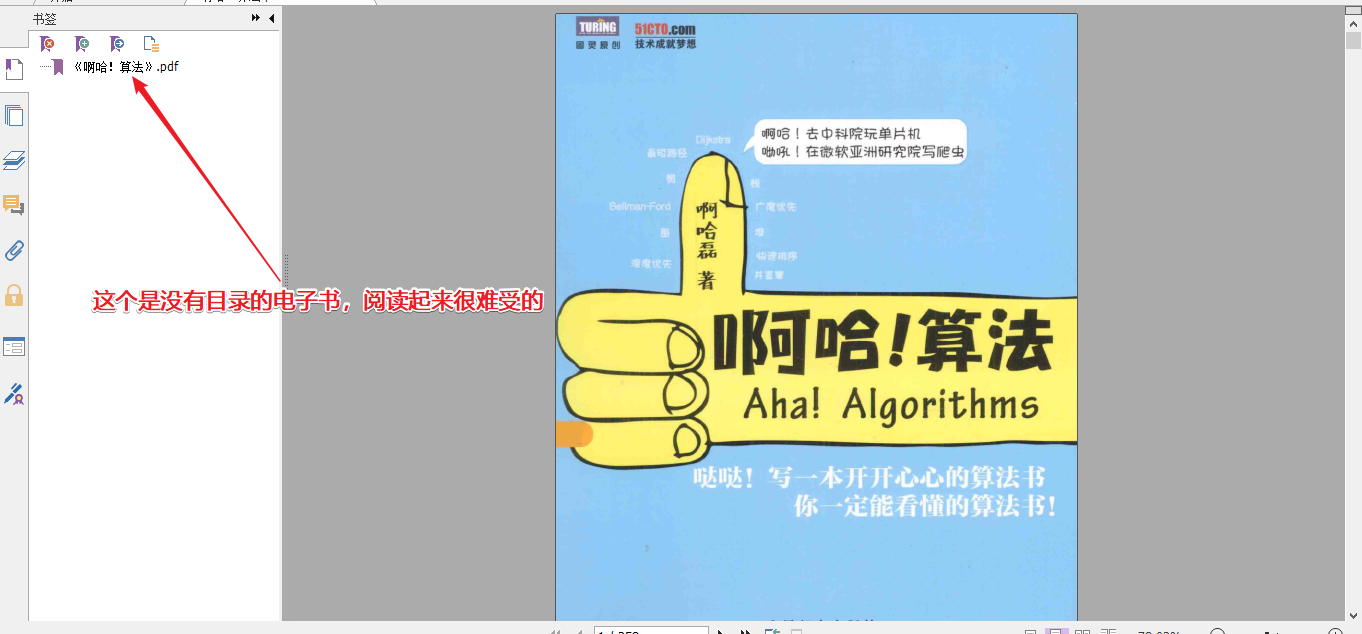 书签
《啊哈！算法》.pdf
这个是没有目录的电子书，阅读起来很难受的
TURING
图灵原创
51CTO.com
技术成就梦想
啊哈！去中科院玩单片机
呦吼！在微软亚洲研究院写爬虫
Dijkstra
最短路径
树
栈
Bellman-Ford
广度优先
图
堆
深度优先
快速排序
并查集
啊哈磊 著
啊哈!算法
Aha! Algorithms
哒哒！写一本开开心心的算法书
你一定能看懂的算法书！